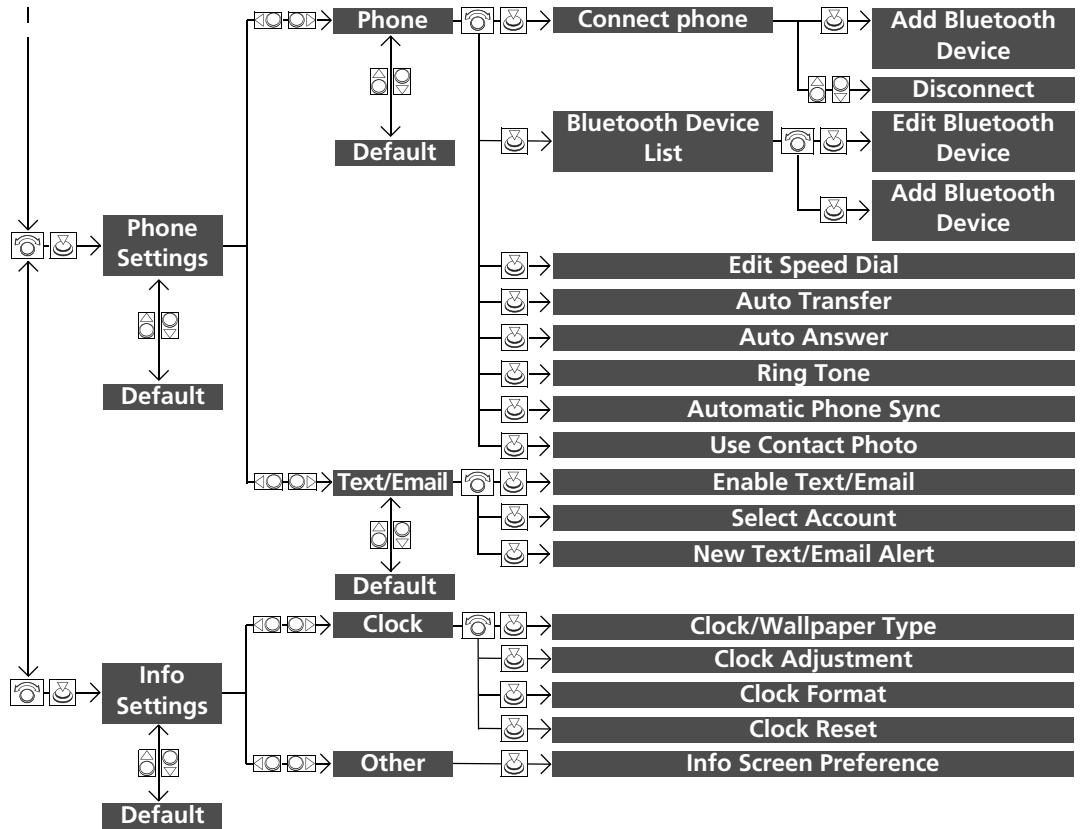 Phone
Connect phone
Add Bluetooth
Device
Disconnect
Default
Bluetooth Device
List
Edit Bluetooth
Device
Add Bluetooth
Device
Phone
Settings
Default
Edit Speed Dial
Auto Transfer
Auto Answer
Ring Tone
Automatic Phone Sync
Use Contact Photo
Text/Email
Enable Text/Email
Select Account
New Text/Email Alert
Default
Info
Settings
Default
Clock
Clock/Wallpaper Type
Clock Adjustment
Clock Format
Clock Reset
Other
Info Screen Preference